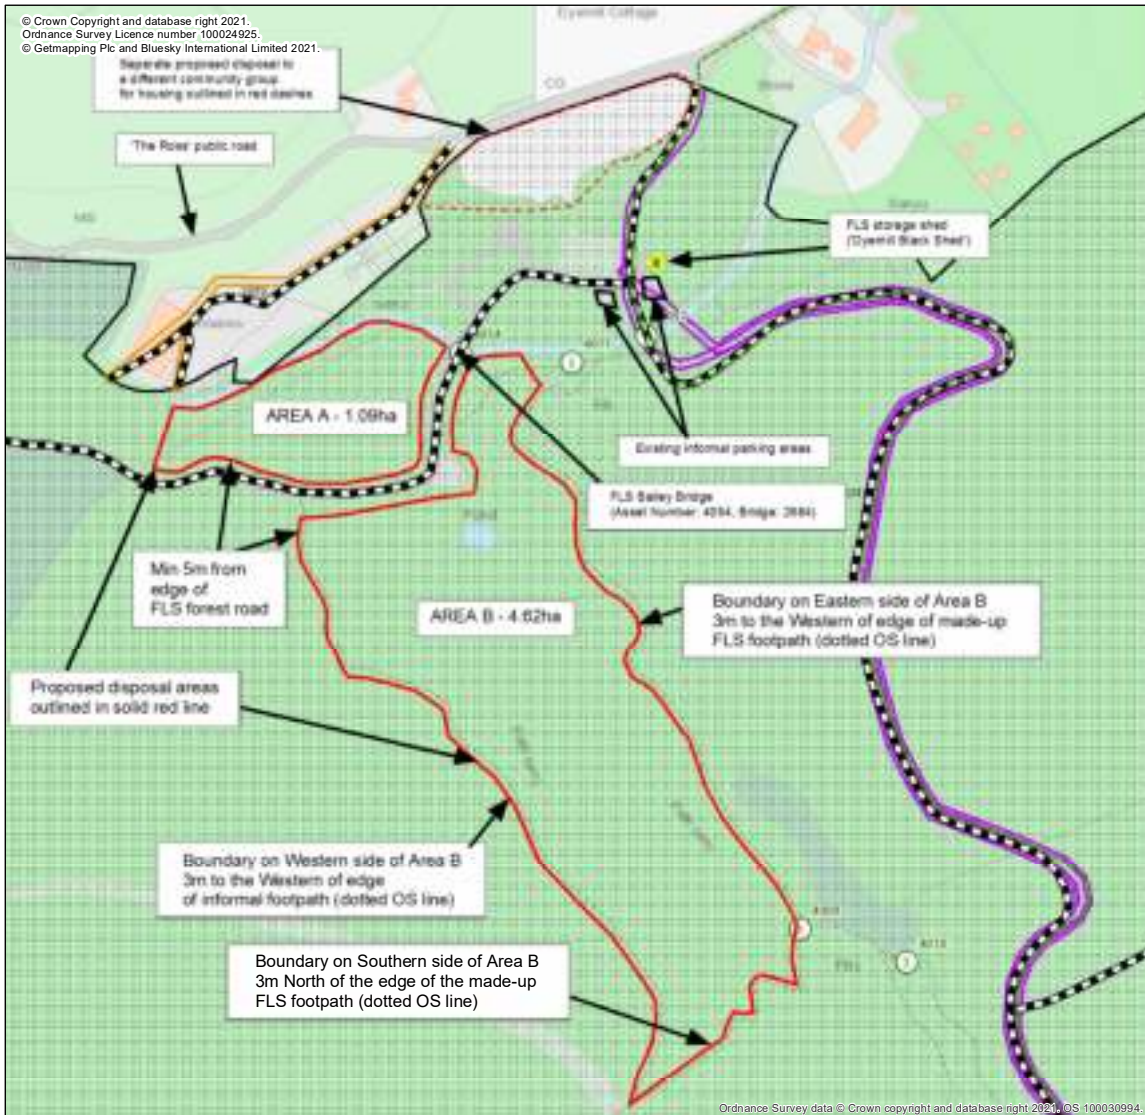 © Crown Copyright and database right 2021.
Ordnance Survey Licence number 100024925.
© Getmapping Plc and Bluesky International Limited 2021.
Dyemill Cottage
Separate proposed disposal to
a different community group
for housing outlined in red dashes
'The Ross' public road
FLS storage shed
('Dyemill Black Shed')
AREA A - 1.09ha
Existing informal parking areas
FLS Bailey Bridge
Pond
Min 5m from
edge of
FLS forest road
AREA B - 4.62ha
Boundary on Eastern side of Area B
3m to the Western of edge of made-up
FLS footpath (dotted OS line)
Proposed disposal areas
outlined in solid red line
Boundary on Western side of Area B
3m to the Western of edge
of informal footpath (dotted OS line)
Boundary on Southern side of Area B
3m North of the edge of the made-up
FLS footpath (dotted OS line)
Ordnance Survey data © Crown copyright and database right 2021. OS 100030994.